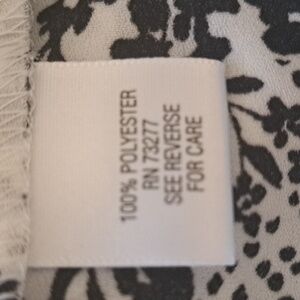 100% POLYESTER
RN 73277
SEE REVERSE
FOR CARE